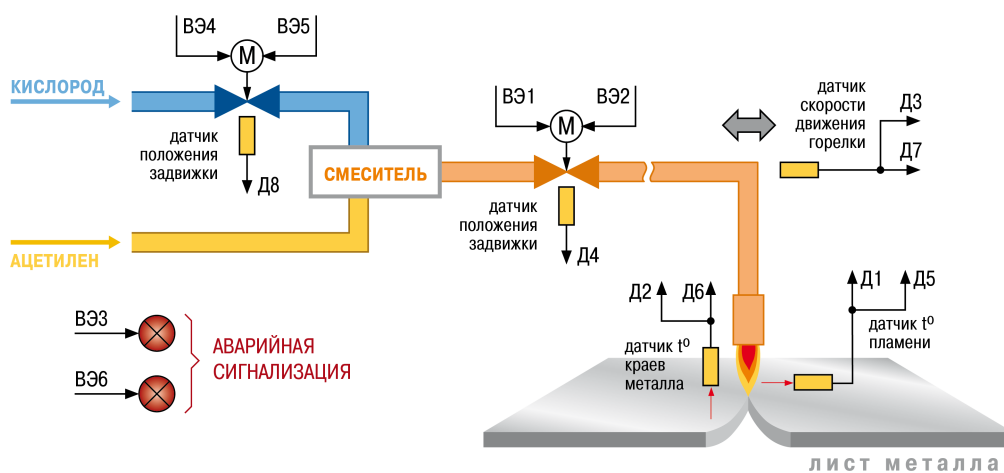 ВЭ4
ВЭ5
М
КИСЛОРОД
датчик
положения
задвижки
Д8
СМЕСИТЕЛЬ
АЦЕТИЛЕН
ВЭ1
ВЭ2
М
датчик
положения
задвижки
Д4
датчик
скорости
движения
горелки
Д3
Д7
Д2
Д6
датчик tº
краев
металла
Д1
Д5
датчик tº
пламени
ВЭ3
ВЭ6
АВАРИЙНАЯ
СИГНАЛИЗАЦИЯ
лист металла